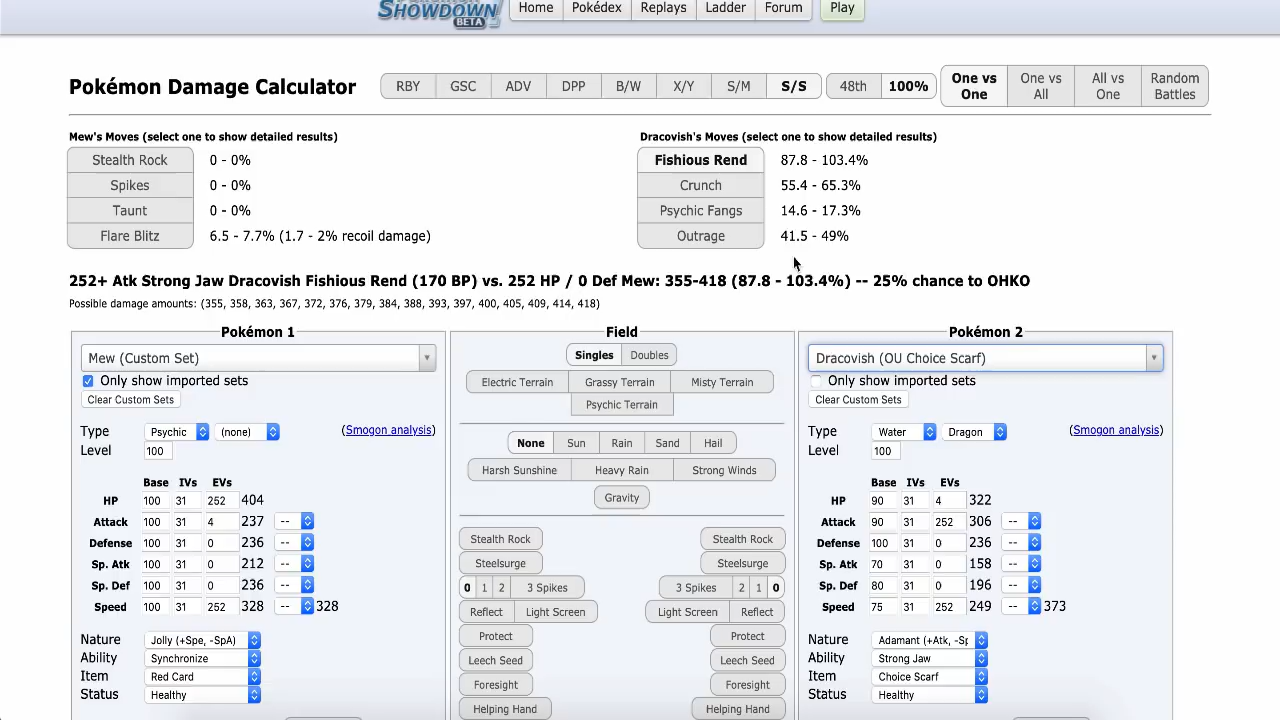 SHOWDOWN
BETA
Home Pokédex Replays Ladder Forum Play
Pokémon Damage Calculator
RBY GSC ADV DPP B/W X/Y S/M S/S 48th 100%
One vs One
One vs All
All vs One
Random Battles
Mew's Moves (select one to show detailed results)
Stealth Rock 0 - 0%
Spikes 0 - 0%
Taunt 0 - 0%
Flare Blitz 6.5 - 7.7% (1.7 - 2% recoil damage)
Dracovish's Moves (select one to show detailed results)
Fishious Rend 87.8 - 103.4%
Crunch 55.4 - 65.3%
Psychic Fangs 14.6 - 17.3%
Outrage 41.5 - 49%
252+ Atk Strong Jaw Dracovish Fishious Rend (170 BP) vs. 252 HP / 0 Def Mew: 355-418 (87.8 - 103.4%) -- 25% chance to OHKO
Possible damage amounts: (355, 358, 363, 367, 372, 376, 379, 384, 388, 393, 397, 400, 405, 409, 414, 418)
Pokémon 1
Mew (Custom Set)
Only show imported sets
Clear Custom Sets
Type Psychic (none) (Smogon analysis)
Level 100
Base IVs EVs
HP 100 31 252 404
Attack 100 31 4 237 --
Defense 100 31 0 236 --
Sp. Atk 100 31 0 212 --
Sp. Def 100 31 0 236 --
Speed 100 31 252 328 -- 328
Nature Jolly (+Spe, -SpA)
Ability Synchronize
Item Red Card
Status Healthy
Field
Singles Doubles
Electric Terrain Grassy Terrain Misty Terrain
Psychic Terrain
None Sun Rain Sand Hail
Harsh Sunshine Heavy Rain Strong Winds
Gravity
Stealth Rock Stealth Rock
Steelsurge Steelsurge
0 1 2 3 Spikes 3 Spikes 2 1 0
Reflect Light Screen Light Screen Reflect
Protect Protect
Leech Seed Leech Seed
Foresight Foresight
Helping Hand Helping Hand
Pokémon 2
Dracovish (OU Choice Scarf)
Only show imported sets
Clear Custom Sets
Type Water Dragon (Smogon analysis)
Level 100
Base IVs EVs
HP 90 31 4 322
Attack 90 31 252 306 --
Defense 100 31 0 236 --
Sp. Atk 70 31 0 158 --
Sp. Def 80 31 0 196 --
Speed 75 31 252 249 -- 373
Nature Adamant (+Atk, -Sp
Ability Strong Jaw
Item Choice Scarf
Status Healthy